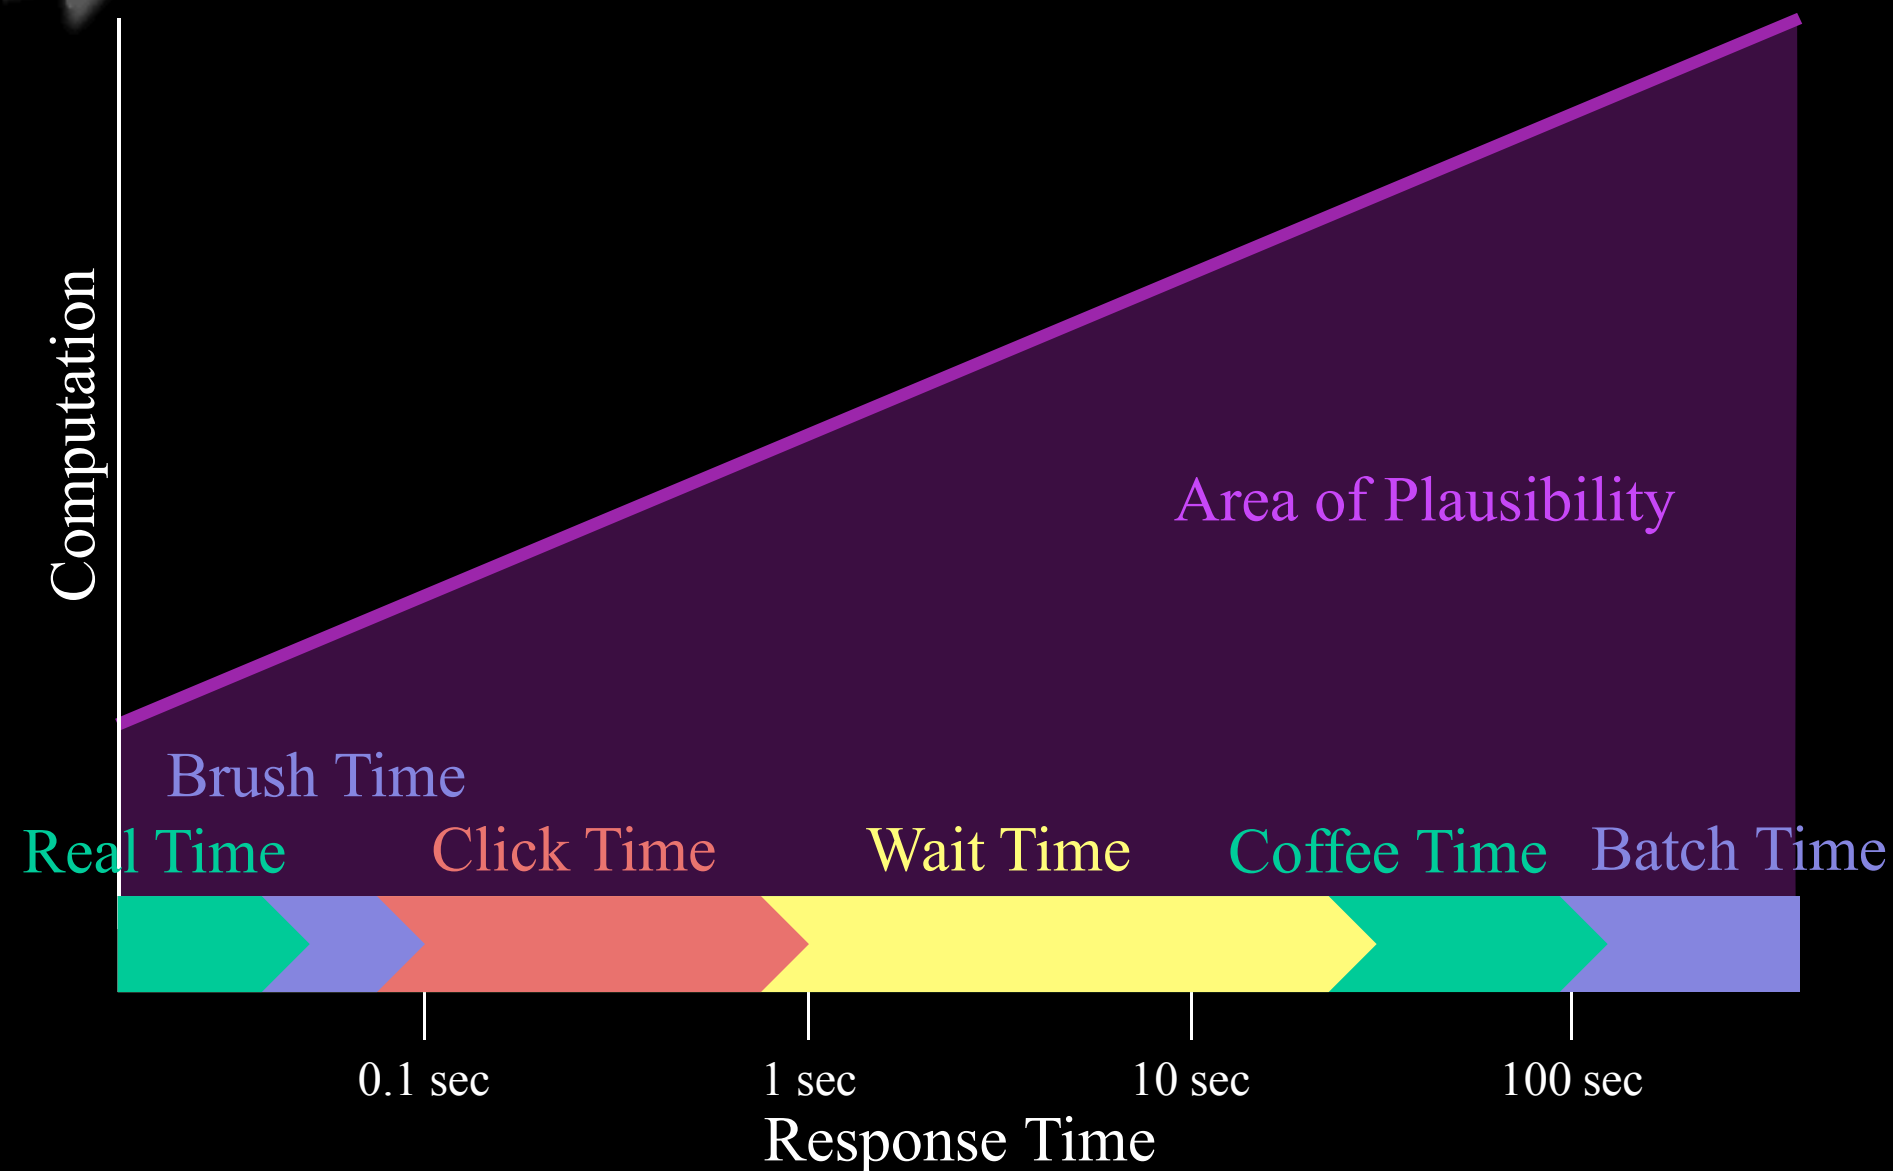 Computation
Area of Plausibility
Brush Time
Real Time
Click Time
Wait Time
Coffee Time
Batch Time
0.1 sec
1 sec
10 sec
100 sec
Response Time